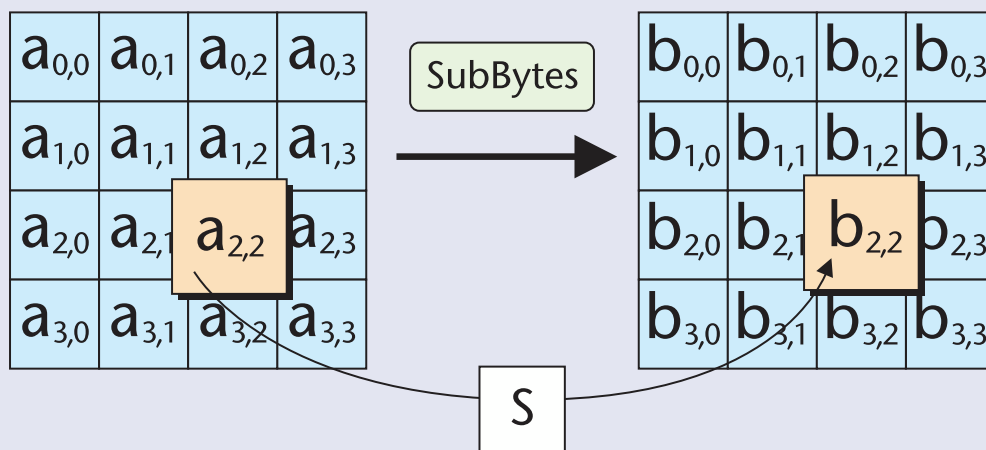 a0,0 a0,1 a0,2 a0,3
SubBytes
b0,0 b0,1 b0,2 b0,3
a1,0 a1,1 a1,2 a1,3
b1,0 b1,1 b1,2 b1,3
a2,0 a2,1 a2,2 a2,3
b2,0 b2,1 b2,2 b2,3
a3,0 a3,1 a3,2 a3,3
b3,0 b3,1 b3,2 b3,3
S